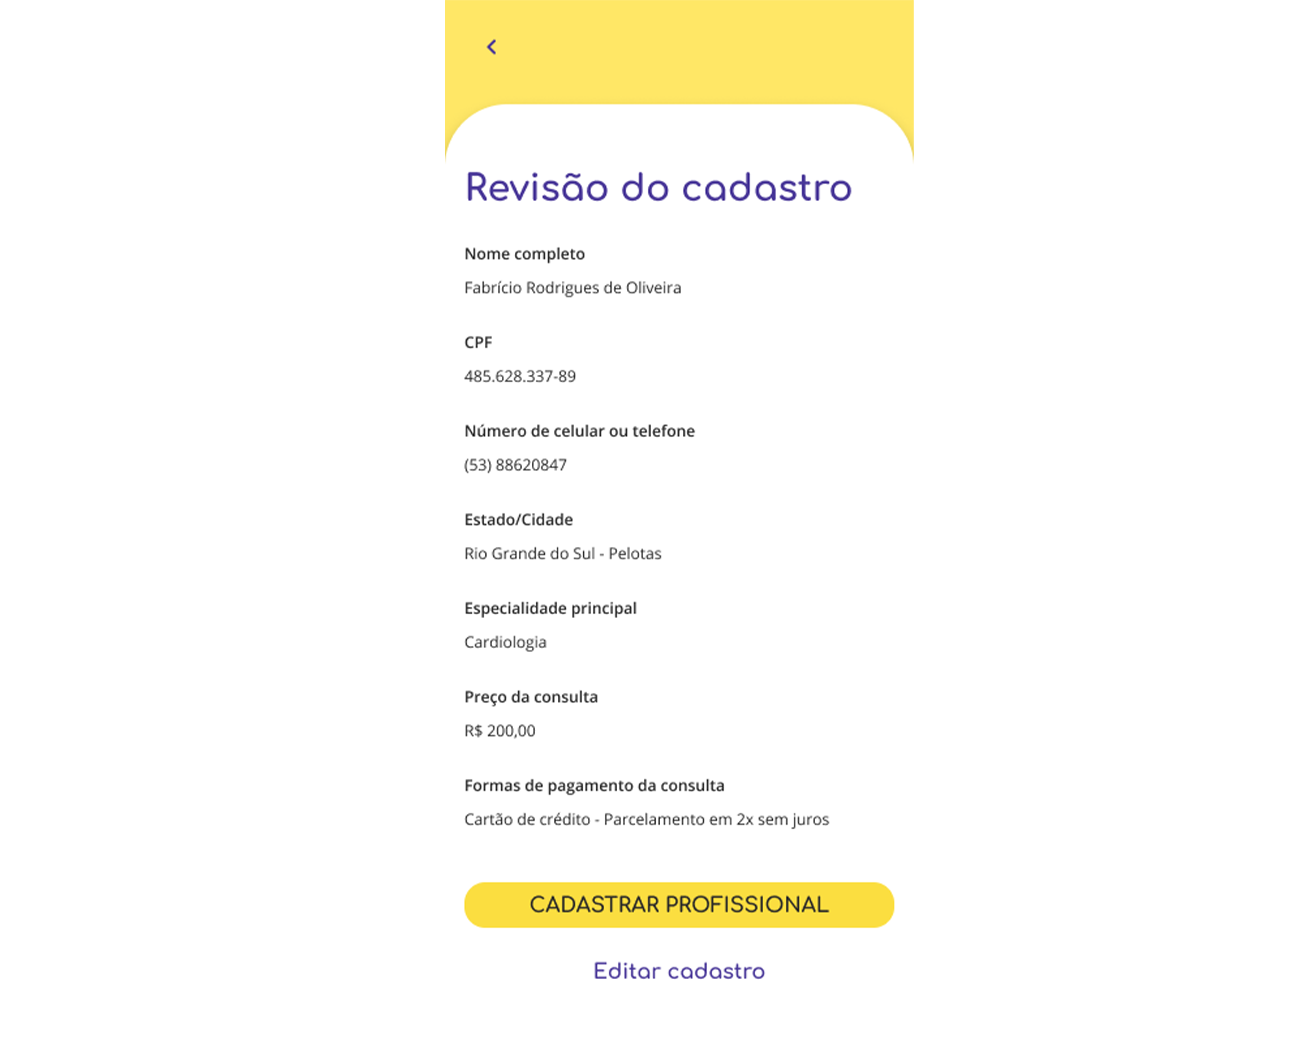 Revisão do cadastro
Nome completo
Fabrício Rodrigues de Oliveira
CPF
485.628.337-89
Número de celular ou telefone
(53) 88620847
Estado/Cidade
Rio Grande do Sul - Pelotas
Especialidade principal
Cardiologia
Preço da consulta
R$ 200,00
Formas de pagamento da consulta
Cartão de crédito - Parcelamento em 2x sem juros
CADASTRAR PROFISSIONAL
Editar cadastro